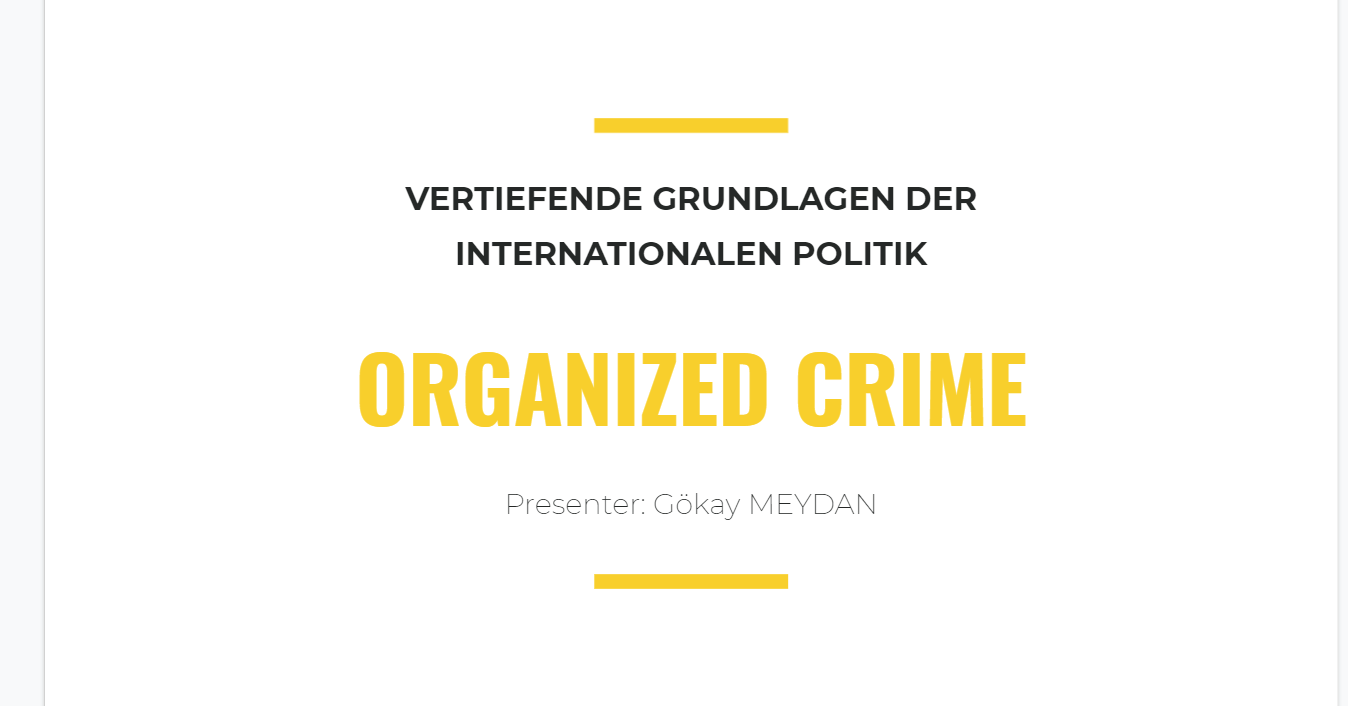 VERTIEFENDE GRUNDLAGEN DER
INTERNATIONALEN POLITIK
ORGANIZED CRIME
Presenter: Gökay MEYDAN